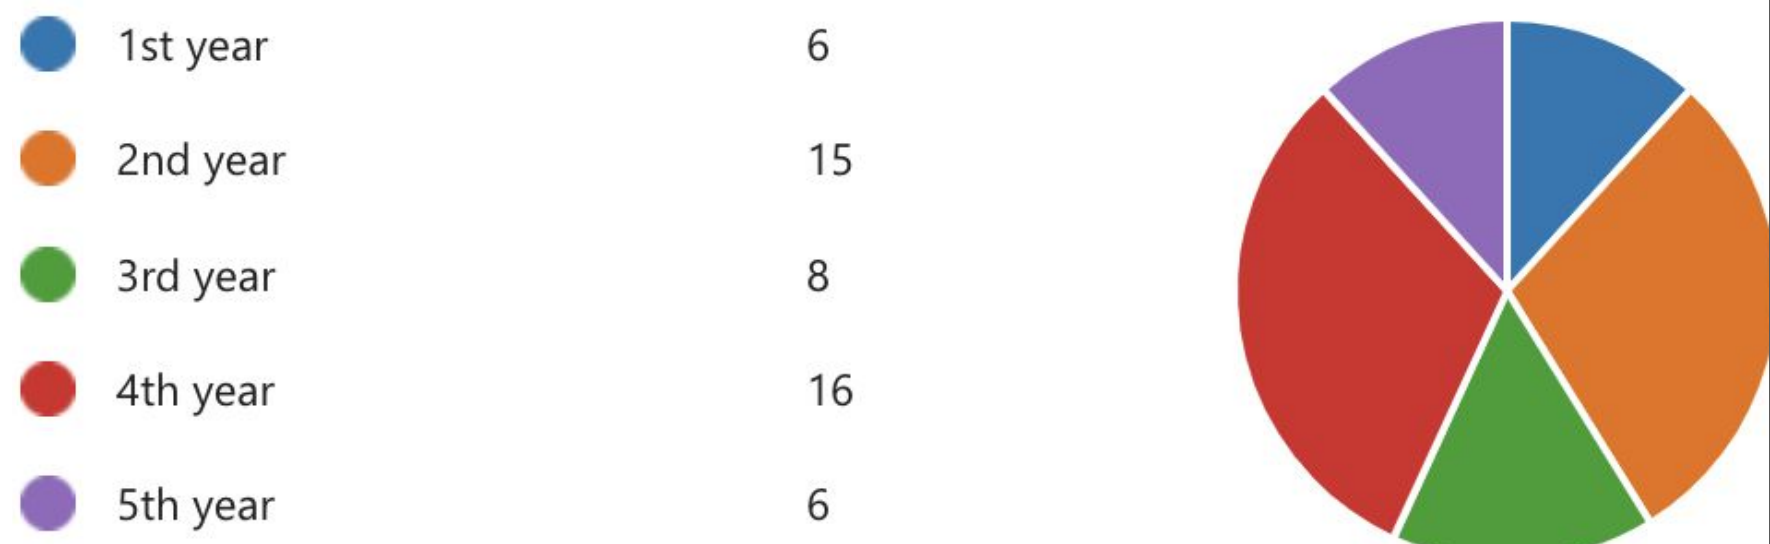 1st year 6
2nd year 15
3rd year 8
4th year 16
5th year 6